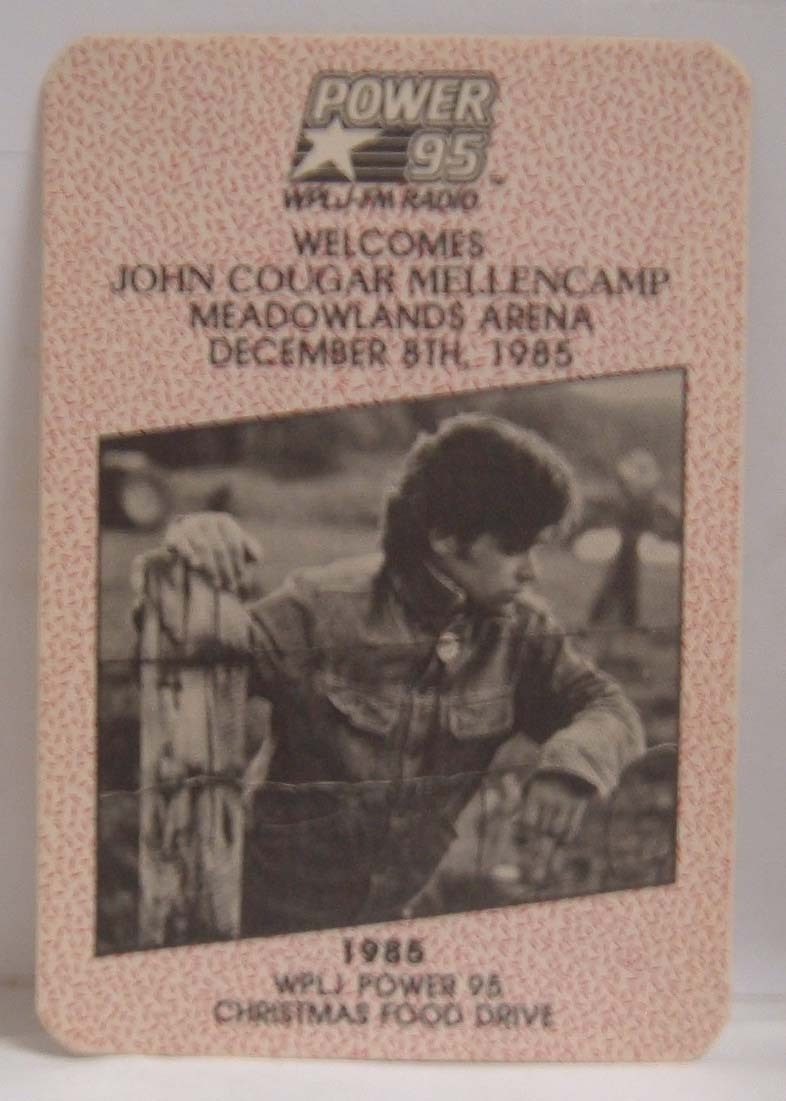 POWER
95™
WPLJ-FM RADIO
WELCOMES
JOHN COUGAR MELLENCAMP
MEADOWLANDS ARENA
DECEMBER 8TH, 1985
1985
WPLJ POWER 95
CHRISTMAS FOOD DRIVE